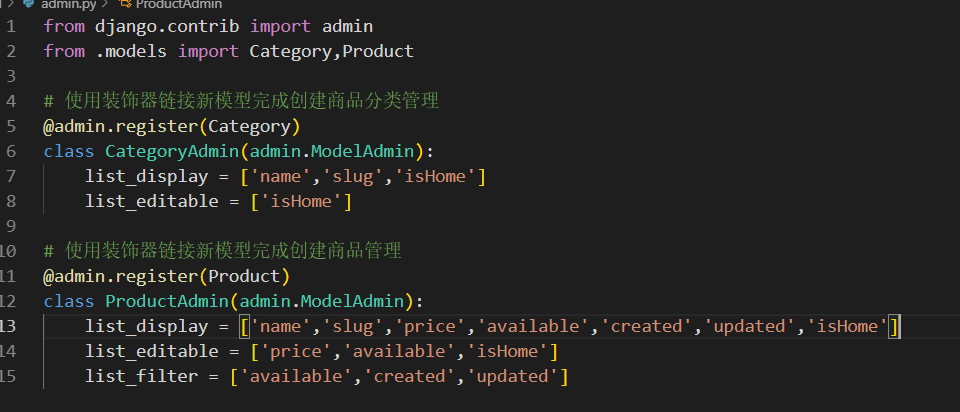 admin.py > ProductAdmin
1 from django.contrib import admin
2 from .models import Category,Product
3
4 # 使用装饰器链接新模型完成创建商品分类管理
5 @admin.register(Category)
6 class CategoryAdmin(admin.ModelAdmin):
7     list_display = ['name','slug','isHome']
8     list_editable = ['isHome']
9
10 # 使用装饰器链接新模型完成创建商品管理
11 @admin.register(Product)
12 class ProductAdmin(admin.ModelAdmin):
13     list_display = ['name','slug','price','available','created','updated','isHome']
14     list_editable = ['price','available','isHome']
15     list_filter = ['available','created','updated']